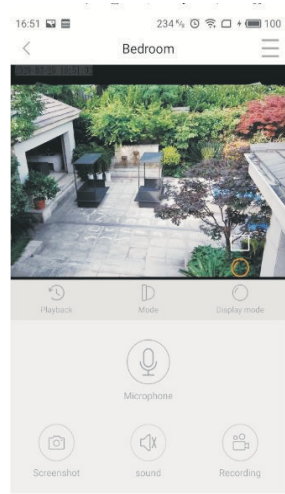 16:51 234 % 100
Bedroom
Playback Mode Display mode
Microphone
Screenshot sound Recording